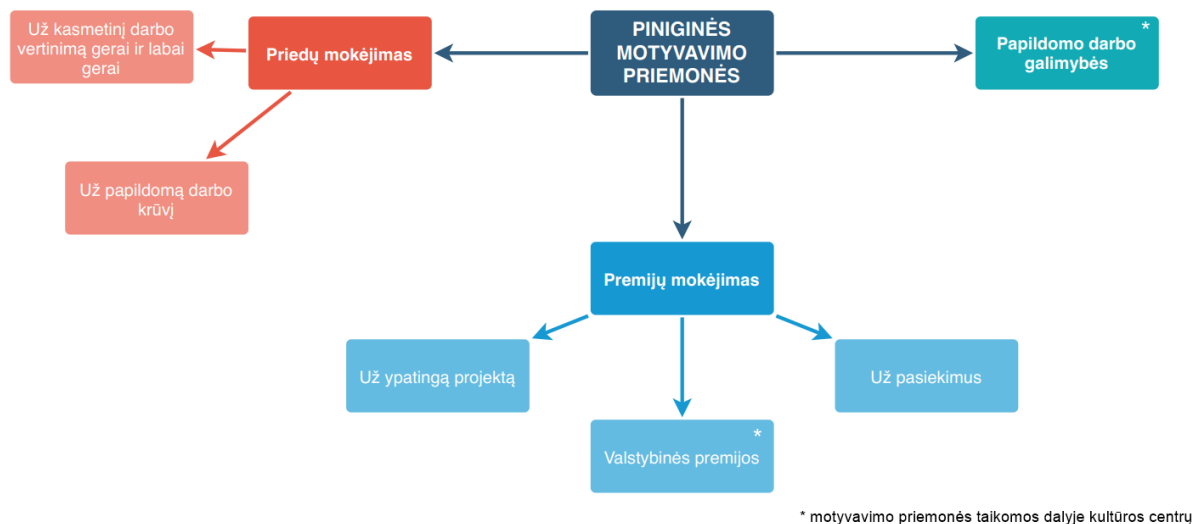 Už kasmetinį darbo
vertinimą gerai ir labai
gerai
Priedų mokėjimas
PINIGINĖS
MOTYVAVIMO
PRIEMONĖS
*
Papildomo darbo
galimybės
Už papildomą darbo
krūvį
Premijų mokėjimas
Už ypatingą projektą
Už pasiekimus
*
Valstybinės premijos
* motyvavimo priemonės taikomos dalyje kultūros centrų